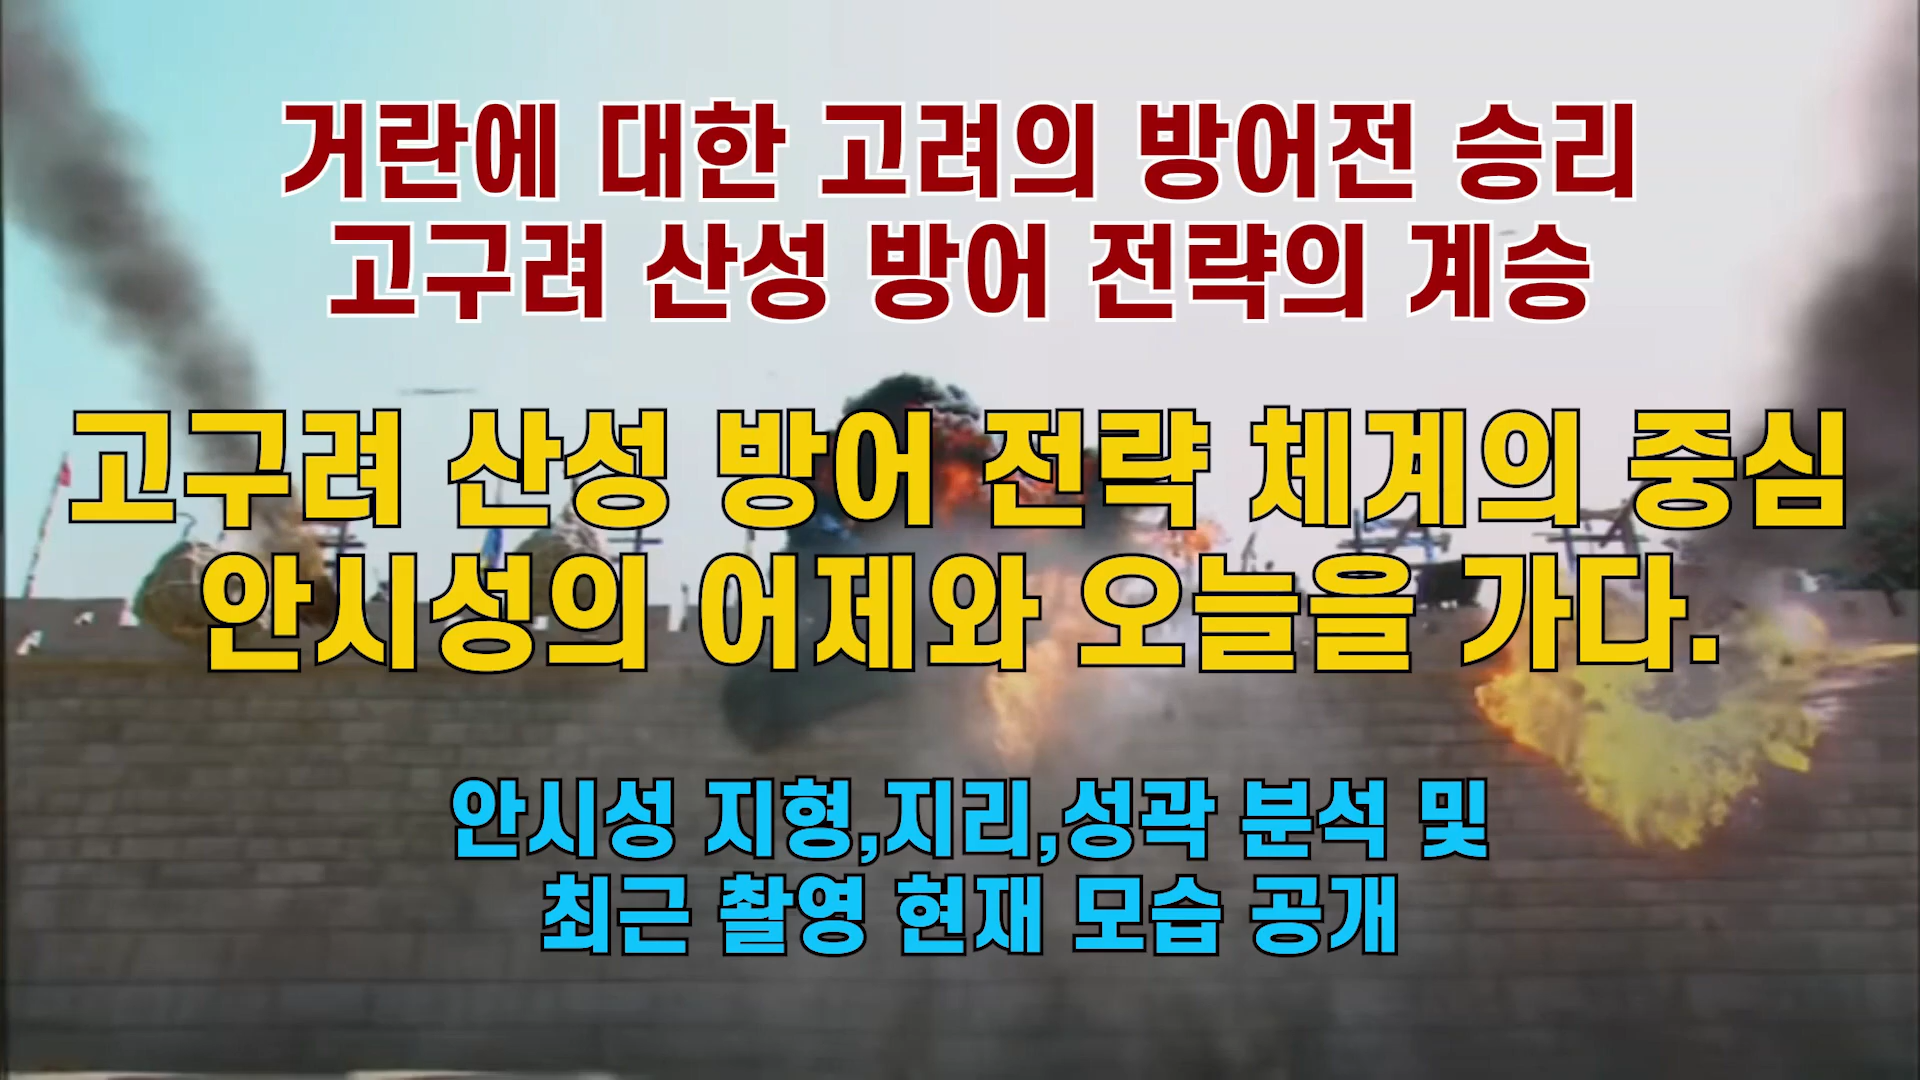 거란에 대한 고려의 방어전 승리
고구려 산성 방어 전략의 계승
고구려 산성 방어 전략 체계의 중심
안시성의 어제와 오늘을 가다.
안시성 지형,지리,성곽 분석 및
최근 촬영 현재 모습 공개